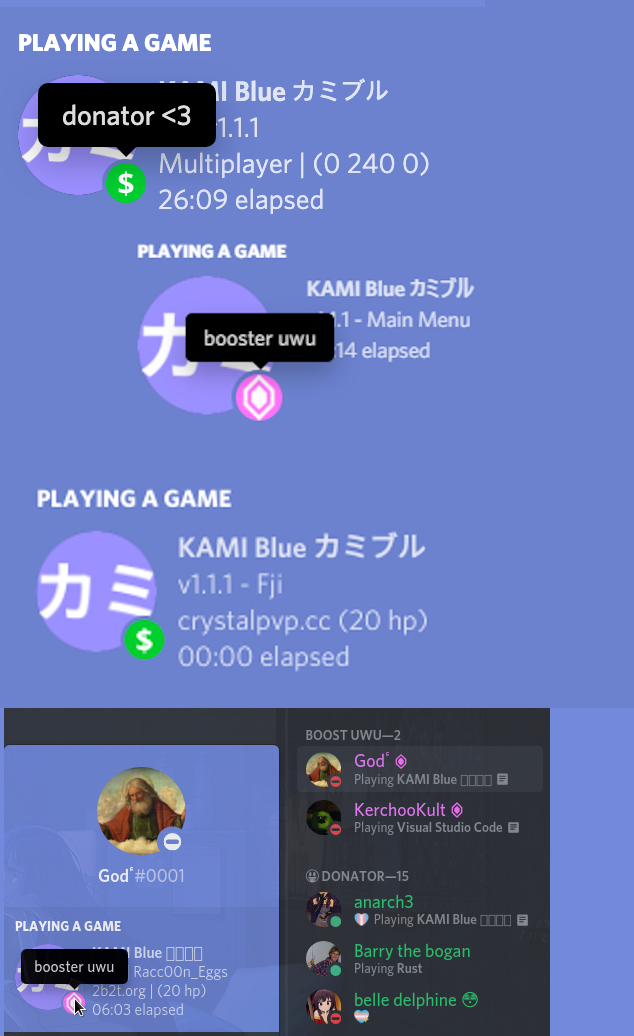 PLAYING A GAME
donator <3
KAMI Blue カミブル
1.1.1
Multiplayer | (0 240 0)
カミ
$
26:09 elapsed
PLAYING A GAME
KAMI Blue カミブル
.1 - Main Menu
booster uwu
14 elapsed
カ
PLAYING A GAME
KAMI Blue カミブル
v1.1.1 - Fji
カミ
crystalpvp.cc (20 hp)
$
00:00 elapsed
God#0001
PLAYING A GAME
KAMI Blue
booster uwu
Racc00n_Eggs
2b2t.org | (20 hp)
06:03 elapsed
BOOST UWU—2
God
Playing KAMI Blue
KerchooKult
Playing Visual Studio Code
DONATOR—15
anarch3
Playing KAMI Blue
Barry the bogan
Playing Rust
belle delphine